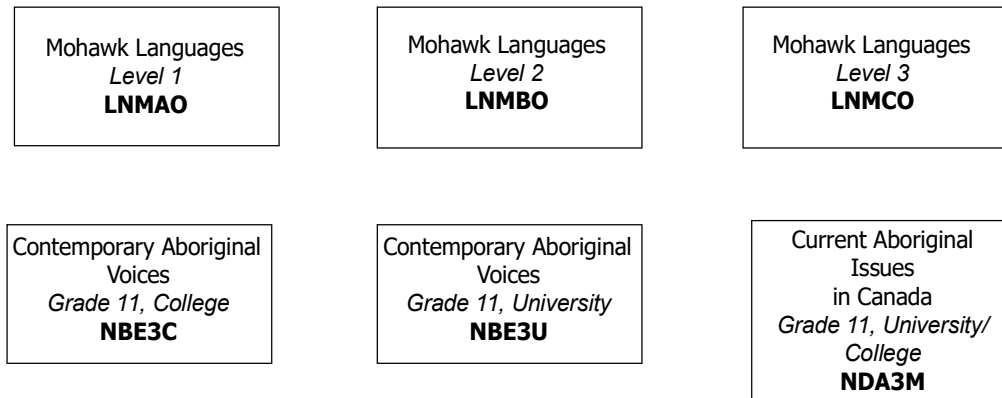 Mohawk Languages
Level 1
LNMAO
Mohawk Languages
Level 2
LNMBO
Mohawk Languages
Level 3
LNMCO
Contemporary Aboriginal
Voices
Grade 11, College
NBE3C
Contemporary Aboriginal
Voices
Grade 11, University
NBE3U
Current Aboriginal
Issues
in Canada
Grade 11, University/
College
NDA3M